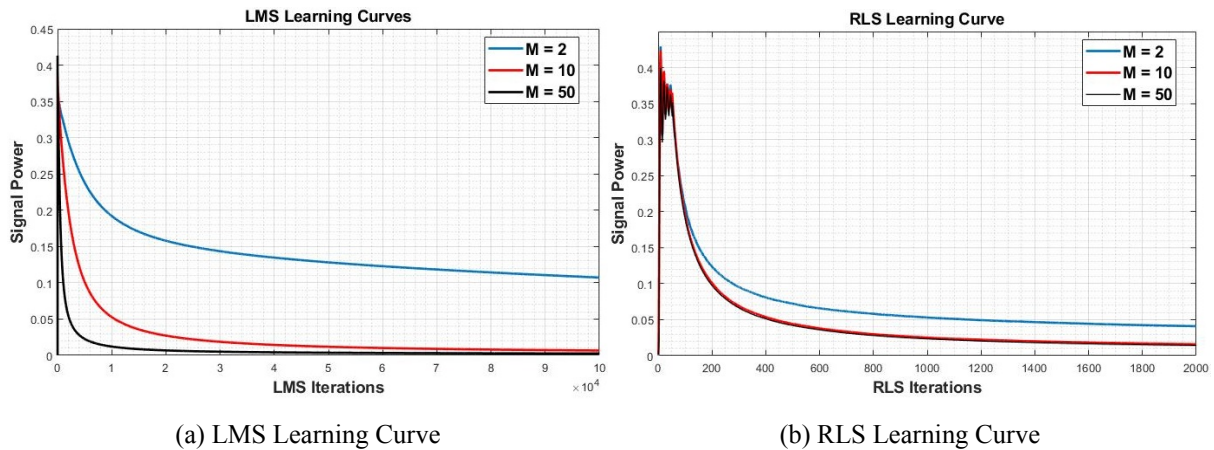 LMS Learning Curves
Signal Power
0.45
0.4
0.35
0.3
0.25
0.2
0.15
0.1
0.05
0
M = 2
M = 10
M = 50
0 1 2 3 4 5 6 7 8 9 10
× 10⁴
LMS Iterations
(a) LMS Learning Curve
RLS Learning Curve
Signal Power
0.4
0.35
0.3
0.25
0.2
0.15
0.1
0.05
0
M = 2
M = 10
M = 50
0 200 400 600 800 1000 1200 1400 1600 1800 2000
RLS Iterations
(b) RLS Learning Curve